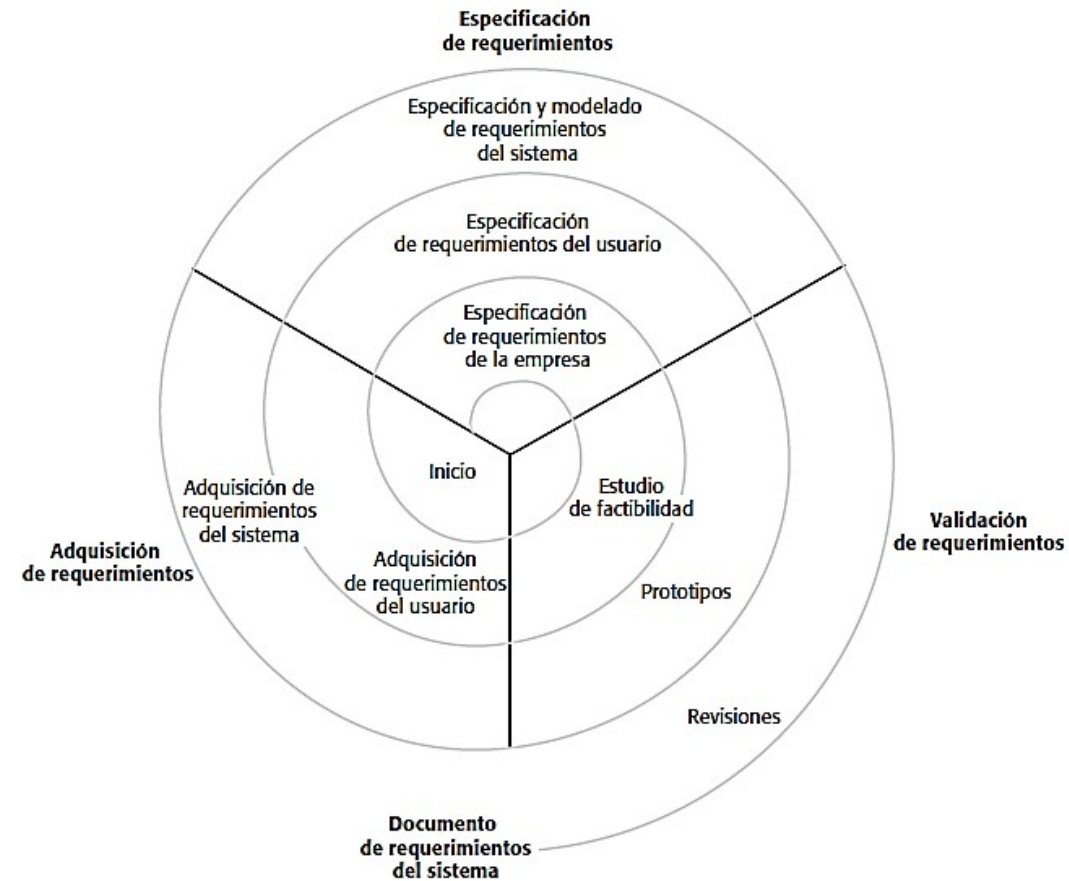 Especificación
de requerimientos
Especificación y modelado
de requerimientos
del sistema
Especificación
de requerimientos del usuario
Especificación
de requerimientos
de la empresa
Inicio
Estudio
de factibilidad
Adquisición de
requerimientos
del sistema
Adquisición
de requerimientos
Validación
de requerimientos
Adquisición
de requerimientos
del usuario
Prototipos
Revisiones
Documento
de requerimientos
del sistema